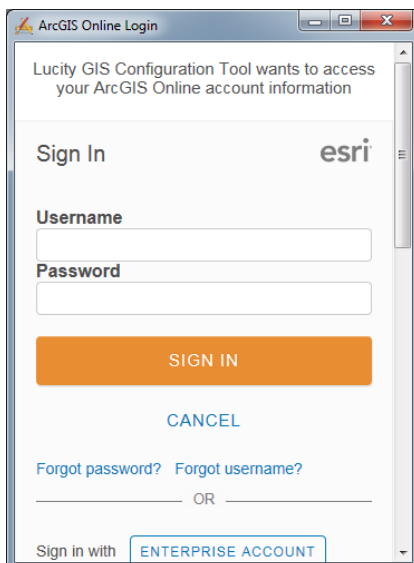 ArcGIS Online Login
Lucity GIS Configuration Tool wants to access
your ArcGIS Online account information
Sign In
esri
Username
Password
SIGN IN
CANCEL
Forgot password? Forgot username?
OR
Sign in with ENTERPRISE ACCOUNT